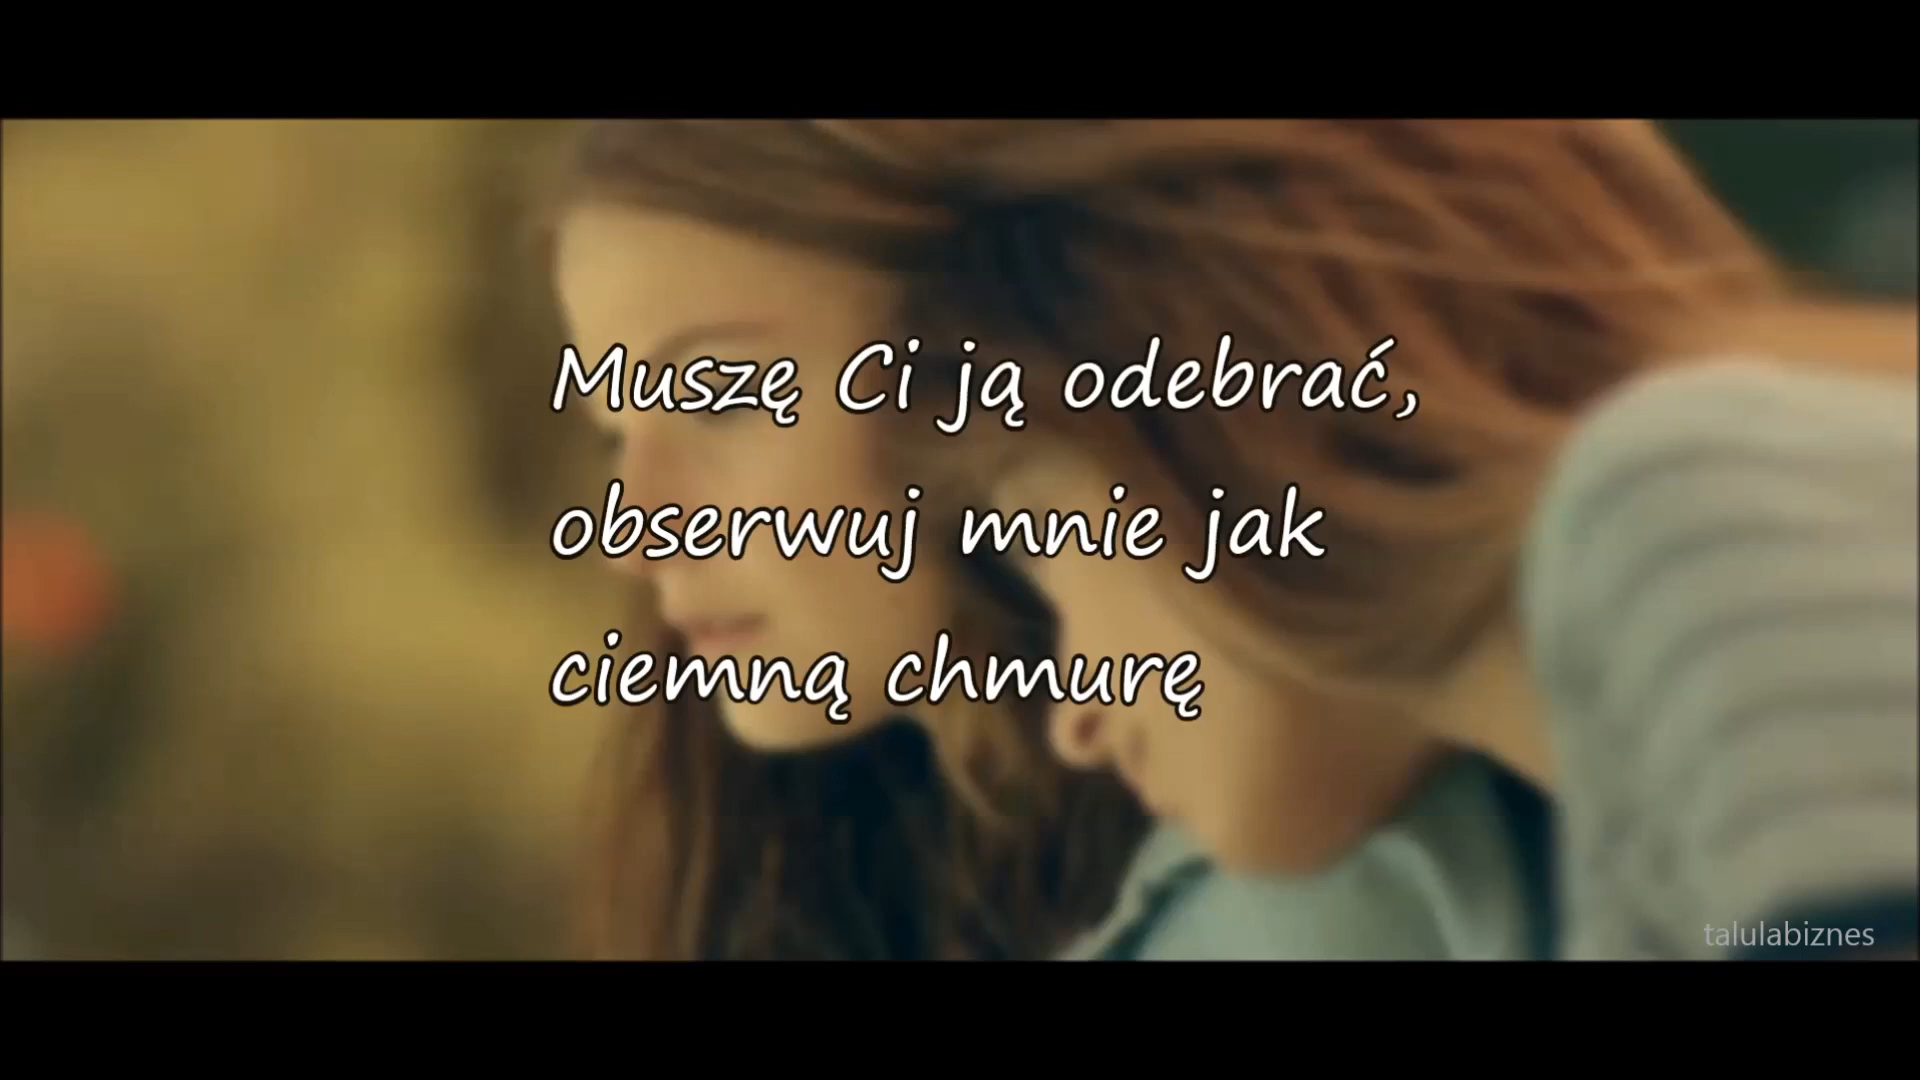 Muszę Ci ją odebrać,
obserwuj mnie jak
ciemną chmurę
talulabiznes